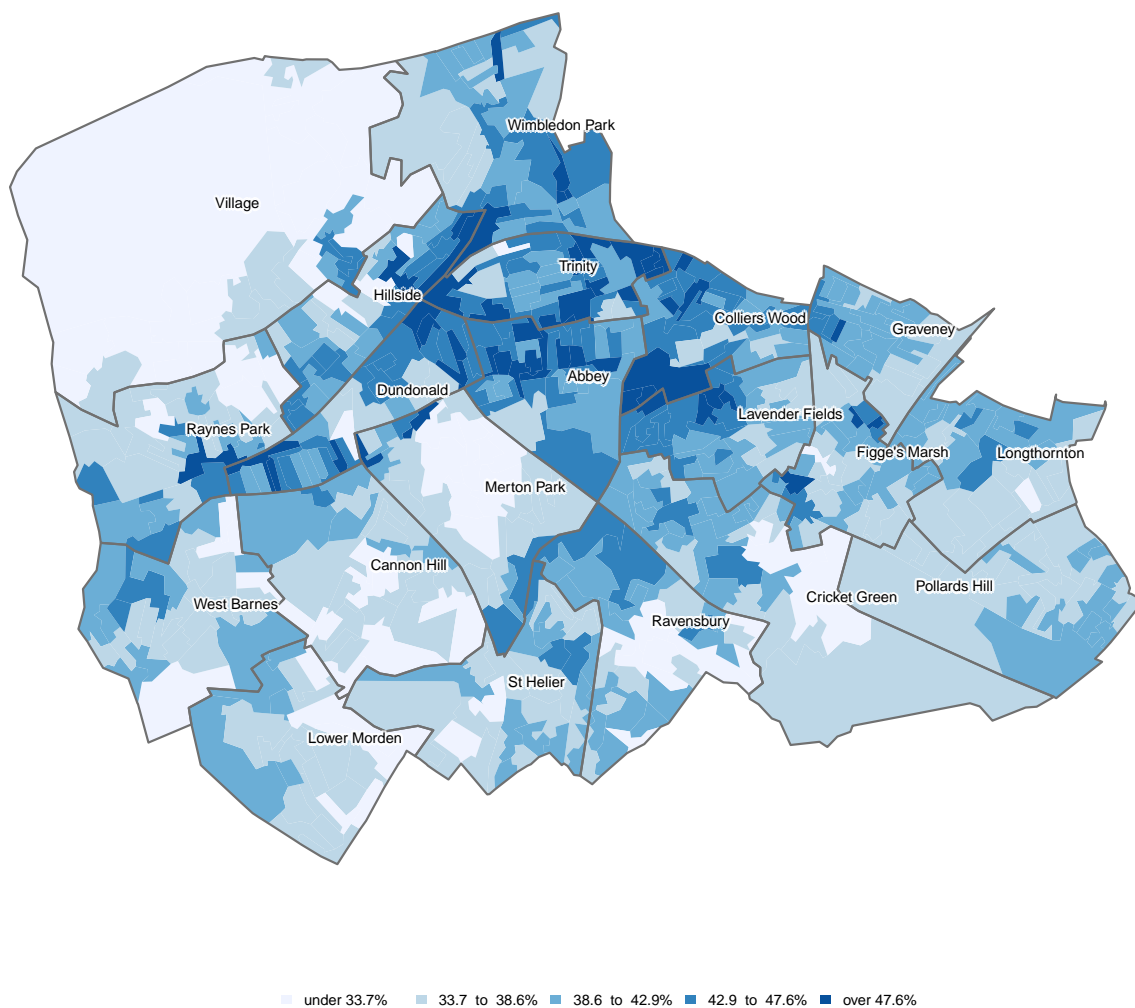 Wimbledon Park
Village
Trinity
Hillside
Colliers Wood
Graveney
Abbey
Dundonald
Lavender Fields
Raynes Park
Figge's Marsh
Longthornton
Merton Park
Cannon Hill
Pollards Hill
Cricket Green
West Barnes
Ravensbury
St Helier
Lower Morden
under 33.7% 33.7 to 38.6% 38.6 to 42.9% 42.9 to 47.6% over 47.6%